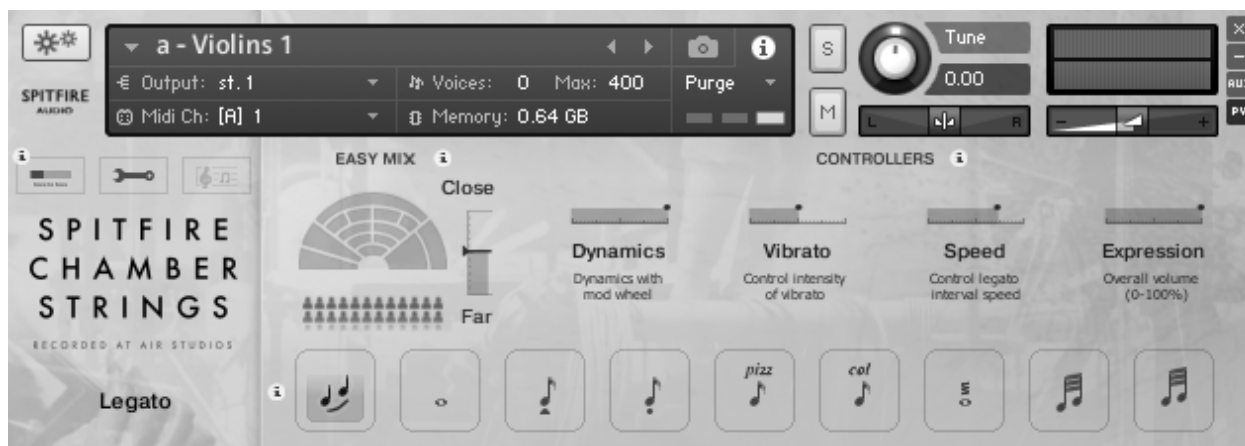 a - Violins 1
Output: st. 1
Voices: 0 Max: 400
Purge
Midi Ch: [A] 1
Memory: 0.64 GB
S
M
Tune
0.00
L
R
-
+
X
-
AUX
PV
SPITFIRE
AUDIO
SPITFIRE
CHAMBER
STRINGS
RECORDED AT AIR STUDIOS
Legato
EASY MIX
Close
Far
CONTROLLERS
Dynamics
Dynamics with
mod wheel
Vibrato
Control intensity
of vibrato
Speed
Control legato
interval speed
Expression
Overall volume
(0-100%)
pizz
col